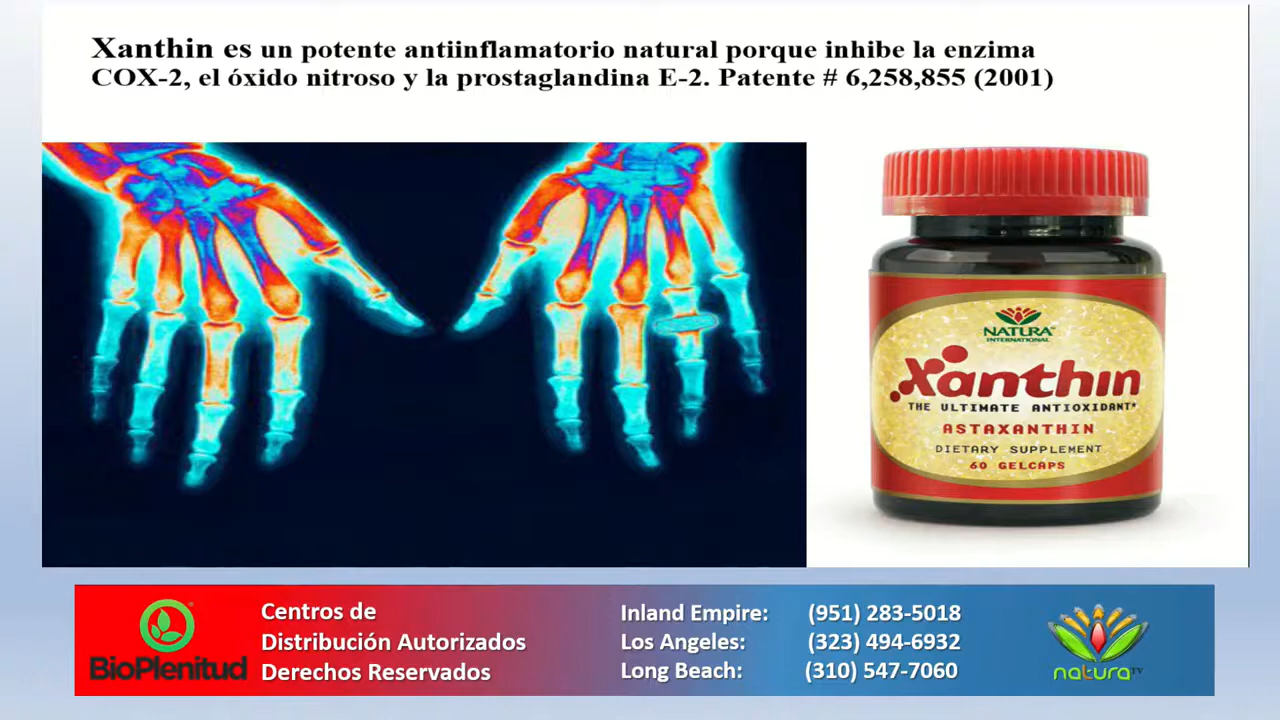 Xanthin es un potente antiinflamatorio natural porque inhibe la enzima
COX-2, el óxido nitroso y la prostaglandina E-2. Patente # 6,258,855 (2001)
NATURA
INTERNATIONAL
Xanthin
THE ULTIMATE ANTIOXIDANT*
ASTAXANTHIN
DIETARY SUPPLEMENT
60 GELCAPS
BioPlenitud
Centros de
Distribución Autorizados
Derechos Reservados
Inland Empire: (951) 283-5018
Los Angeles: (323) 494-6932
Long Beach: (310) 547-7060
natura TV